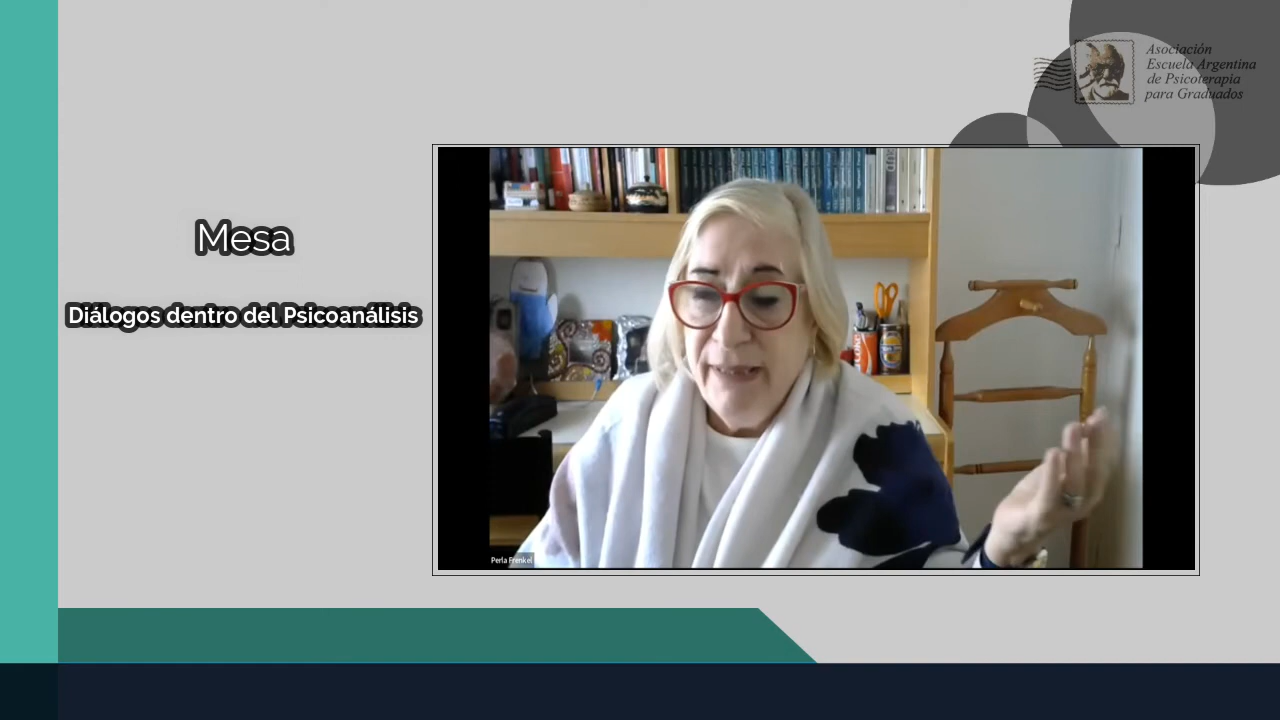 Asociación
Escuela Argentina
de Psicoterapia
para Graduados
Mesa
Diálogos dentro del Psicoanálisis
Perla Frenkel